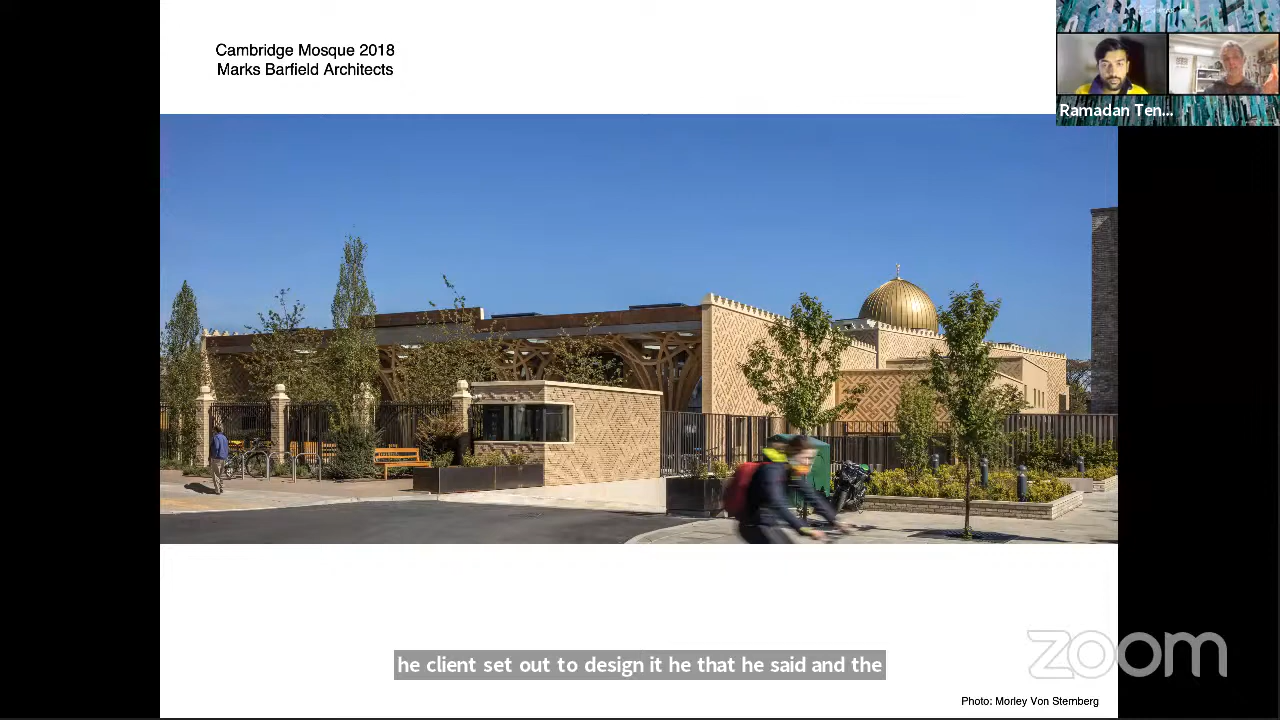 Cambridge Mosque 2018
Marks Barfield Architects
Ramadan Ten...
he client set out to design it he that he said and the
zoom
Photo: Morley Von Sternberg